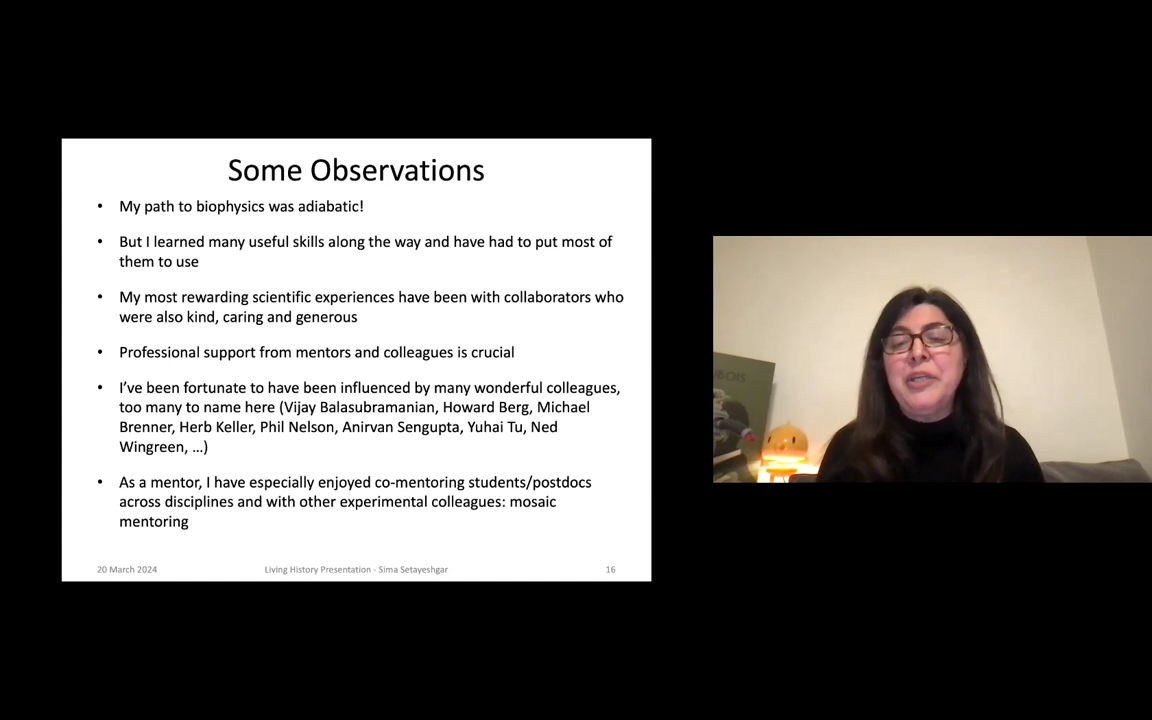 Some Observations
• My path to biophysics was adiabatic!
• But I learned many useful skills along the way and have had to put most of
them to use
• My most rewarding scientific experiences have been with collaborators who
were also kind, caring and generous
• Professional support from mentors and colleagues is crucial
• I’ve been fortunate to have been influenced by many wonderful colleagues,
too many to name here (Vijay Balasubramanian, Howard Berg, Michael
Brenner, Herb Keller, Phil Nelson, Anirvan Sengupta, Yuhai Tu, Ned
Wingreen, …)
• As a mentor, I have especially enjoyed co-mentoring students/postdocs
across disciplines and with other experimental colleagues: mosaic
mentoring
20 March 2024
Living History Presentation - Sima Setayeshgar
16